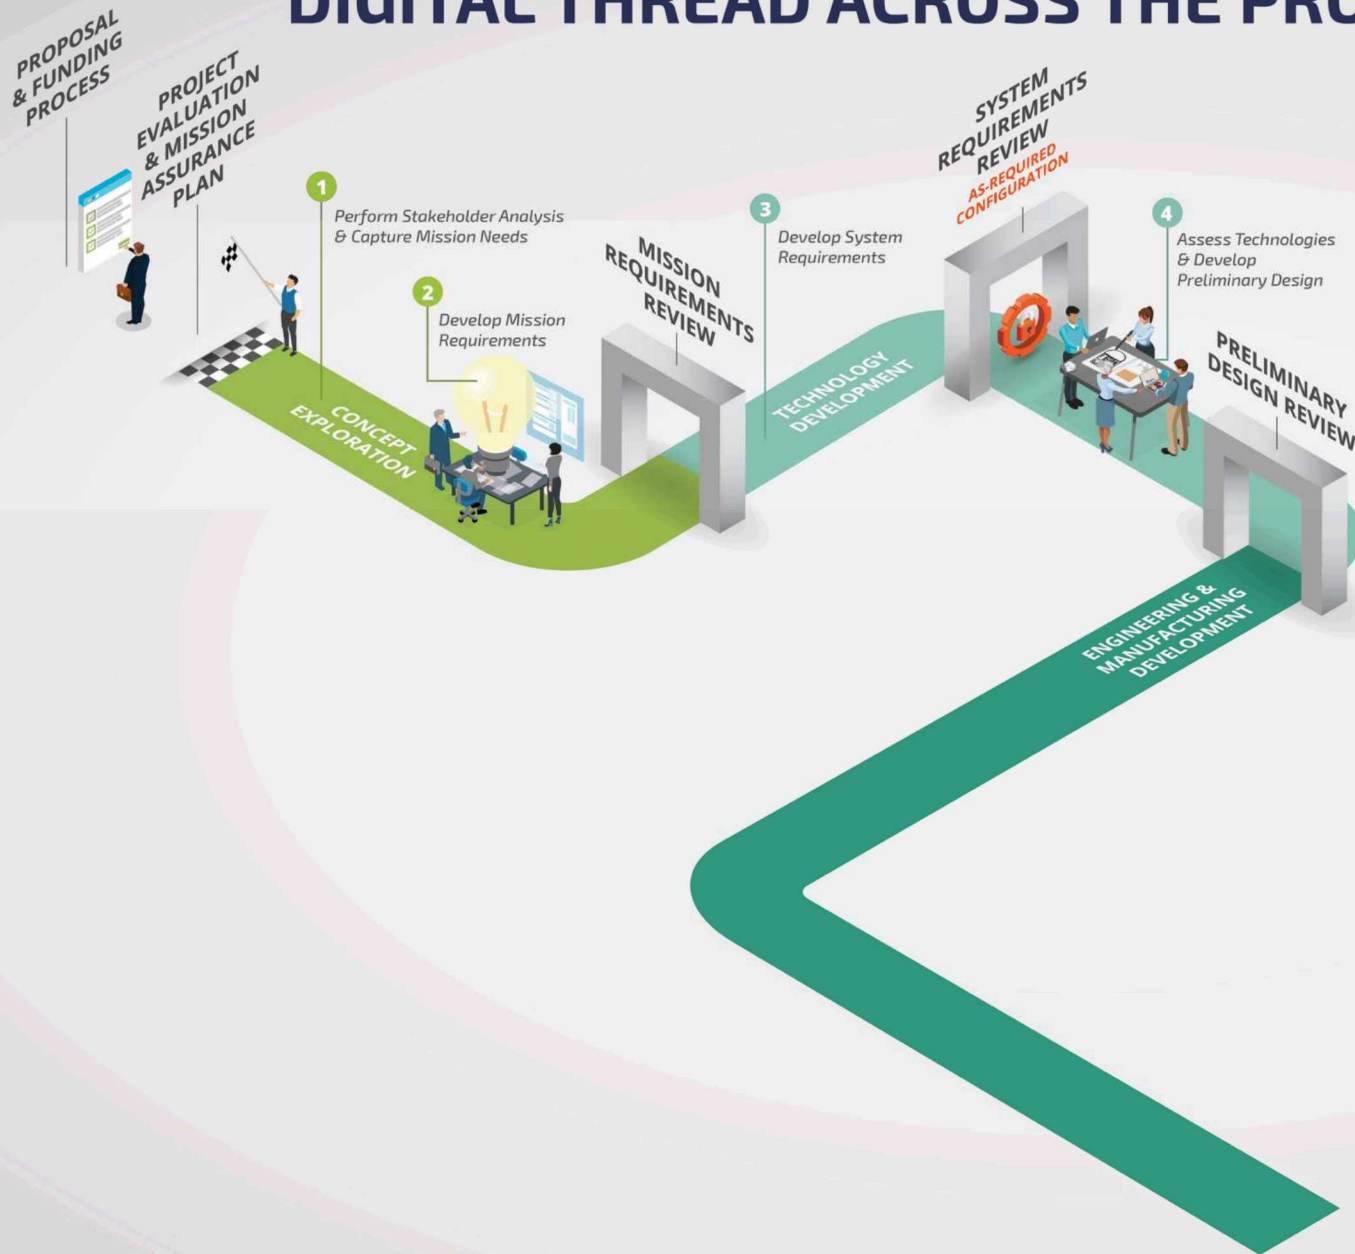 DIGITAL THREAD ACROSS THE
PROPOSAL
& FUNDING
PROCESS
PROJECT
EVALUATION
& MISSION
ASSURANCE
PLAN
1
Perform Stakeholder Analysis
& Capture Mission Needs
2
Develop Mission
Requirements
CONCEPT
EXPLORATION
MISSION
REQUIREMENTS
REVIEW
3
Develop System
Requirements
TECHNOLOGY
DEVELOPMENT
SYSTEM
REQUIREMENTS
REVIEW
AS-REQUIRED
CONFIGURATION
4
Assess Technologies
& Develop
Preliminary Design
PRELIMINARY
DESIGN REVIEW
ENGINEERING &
MANUFACTURING
DEVELOPMENT